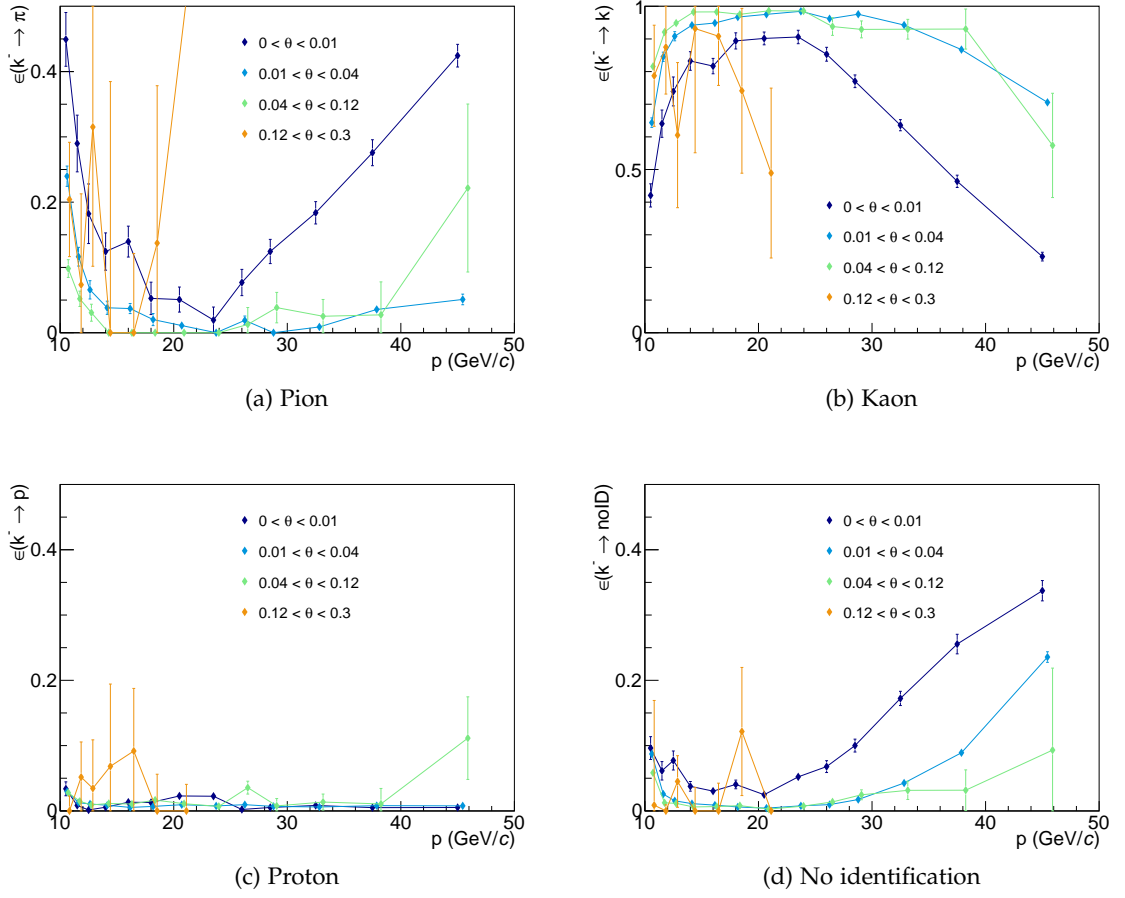 ∈(k⁻ → π)
0.4
0.2
0
0 < θ < 0.01
0.01 < θ < 0.04
0.04 < θ < 0.12
0.12 < θ < 0.3
10 20 30 40 50
p (GeV/c)
(a) Pion
∈(k⁻ → k)
1
0.5
0
0 < θ < 0.01
0.01 < θ < 0.04
0.04 < θ < 0.12
0.12 < θ < 0.3
10 20 30 40 50
p (GeV/c)
(b) Kaon
∈(k⁻ → p)
0.4
0.2
0
0 < θ < 0.01
0.01 < θ < 0.04
0.04 < θ < 0.12
0.12 < θ < 0.3
10 20 30 40 50
p (GeV/c)
(c) Proton
∈(k⁻ → noID)
0.4
0.2
0
0 < θ < 0.01
0.01 < θ < 0.04
0.04 < θ < 0.12
0.12 < θ < 0.3
10 20 30 40 50
p (GeV/c)
(d) No identification